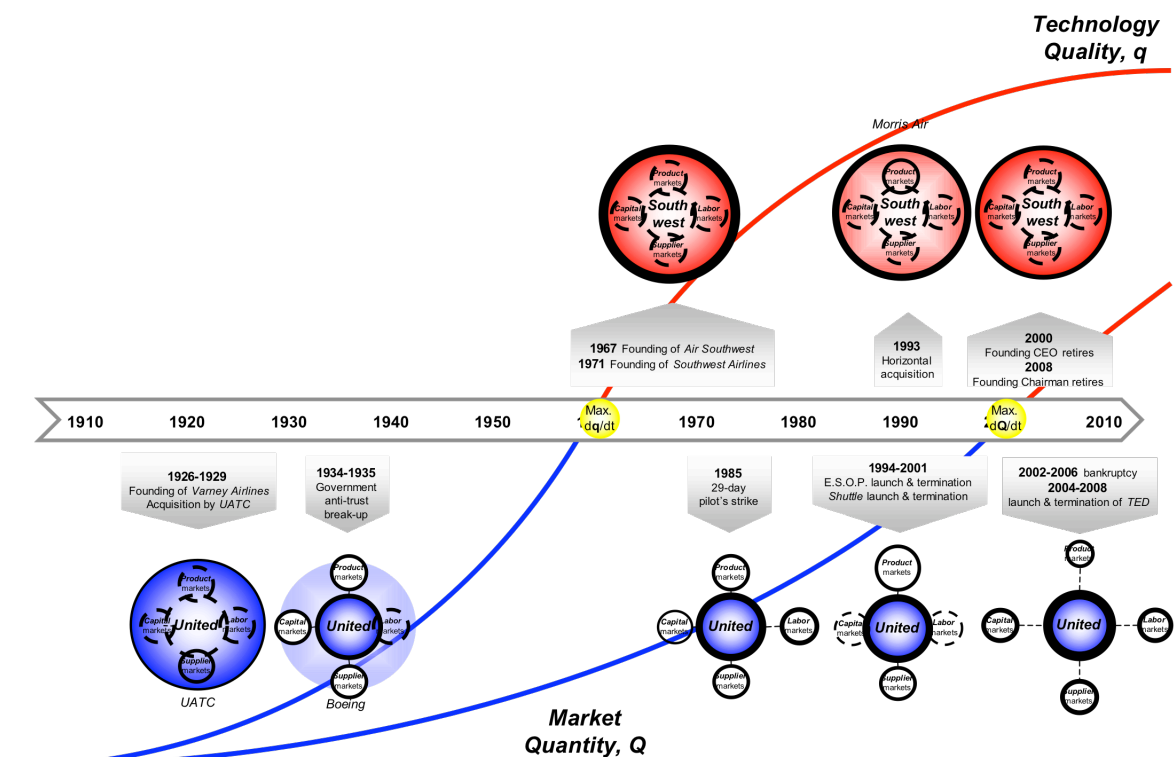 Technology
Quality, q
Morris Air
Product
markets
Capital
markets
South
west
Labor
markets
Supplier
markets
Product
markets
Capital
markets
South
west
Labor
markets
Supplier
markets
Product
markets
Capital
markets
South
west
Labor
markets
Supplier
markets
1967 Founding of Air Southwest
1971 Founding of Southwest Airlines
1993
Horizontal
acquisition
2000
Founding CEO retires
2008
Founding Chairman retires
1910 1920 1930 1940 1950 Max. dq/dt 1970 1980 1990 Max. dQ/dt 2010
1926-1929
Founding of Varney Airlines
Acquisition by UATC
1934-1935
Government
anti-trust
break-up
1985
29-day
pilot's strike
1994-2001
E.S.O.P. launch & termination
Shuttle launch & termination
2002-2006 bankruptcy
2004-2008
launch & termination of TED
Product
markets
Capital
markets
United
Labor
markets
Supplier
markets
UATC
Product
markets
Capital
markets
United
Labor
markets
Supplier
markets
Boeing
Product
markets
Capital
markets
United
Labor
markets
Supplier
markets
Product
markets
Capital
markets
United
Labor
markets
Supplier
markets
Product
markets
Capital
markets
United
Labor
markets
Supplier
markets
Market
Quantity, Q